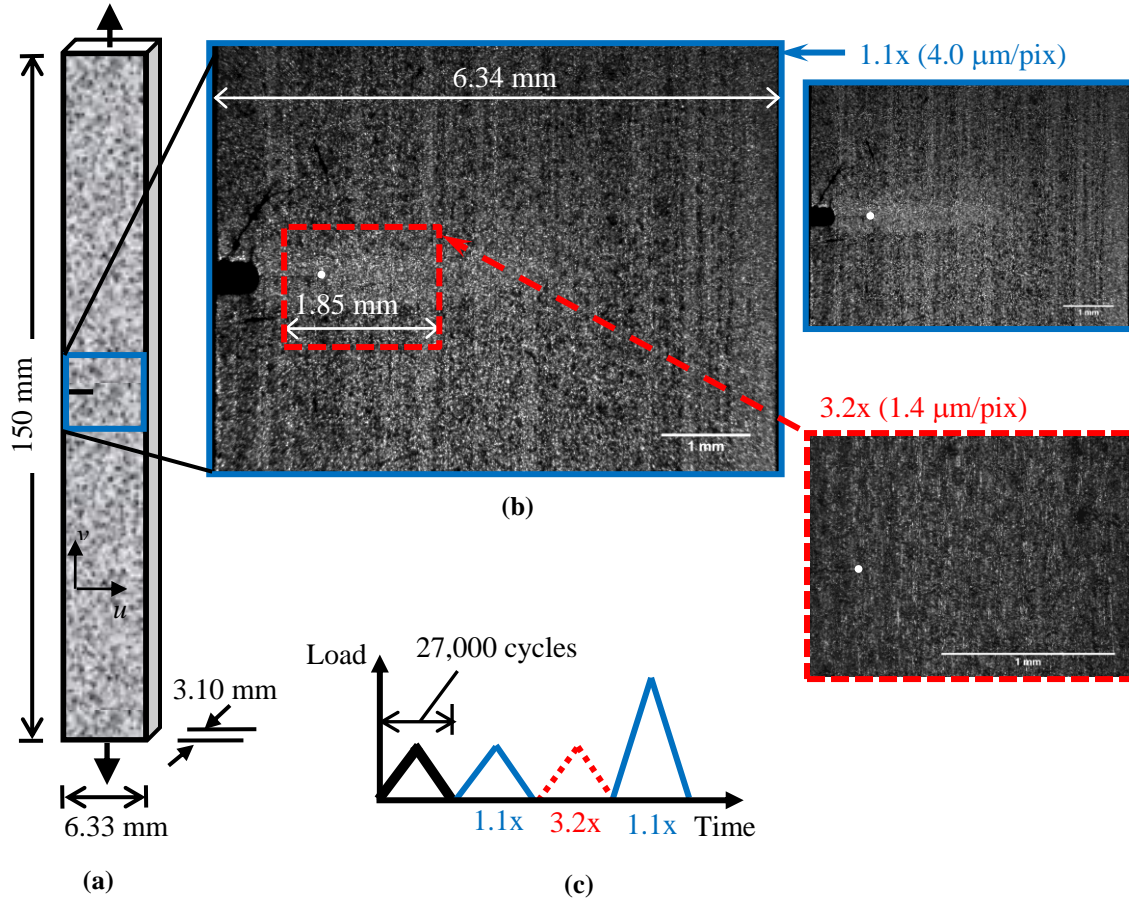 1.1x (4.0 μm/pix)
6.34 mm
1.85 mm
1 mm
1 mm
3.2x (1.4 μm/pix)
1 mm
(b)
150 mm
v
u
3.10 mm
6.33 mm
(a)
Load
27,000 cycles
1.1x
3.2x
1.1x
Time
(c)